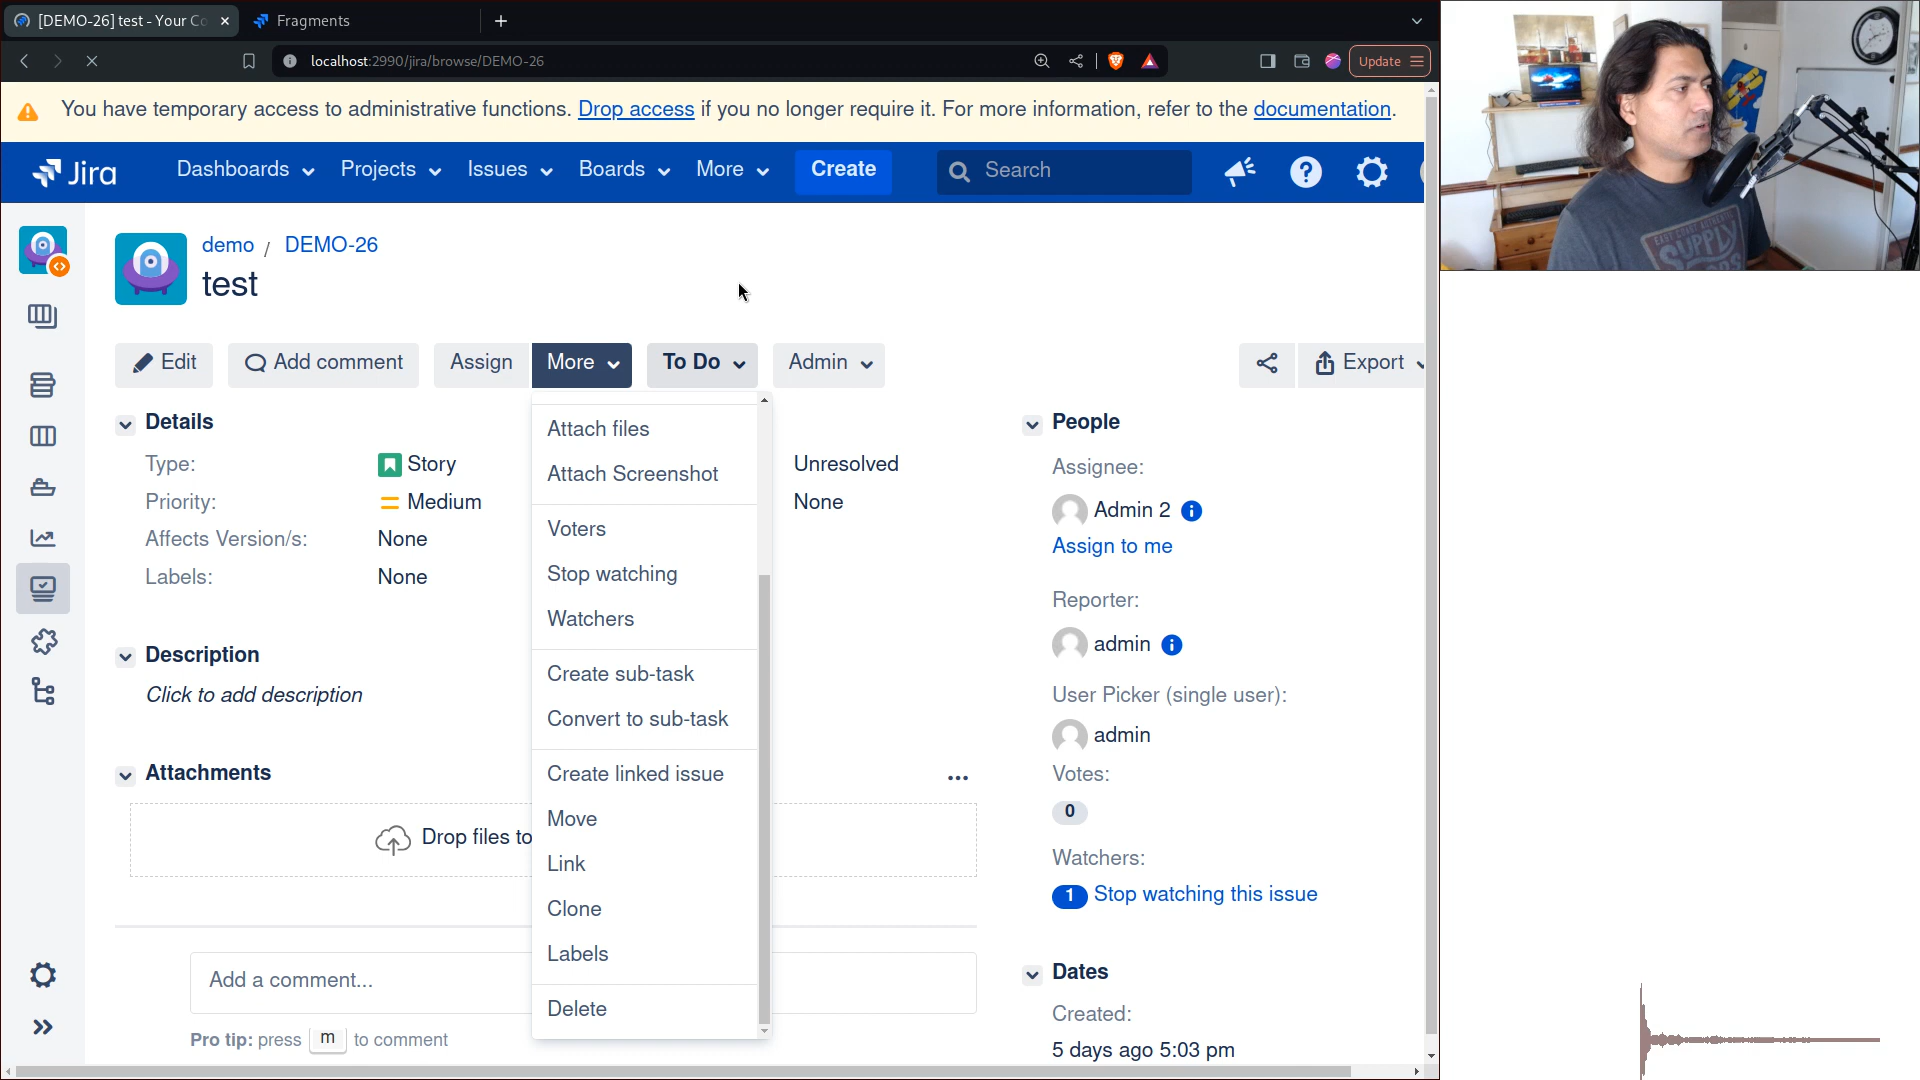 [DEMO-26] test - Your Co
Fragments
localhost:2990/jira/browse/DEMO-26
Update
You have temporary access to administrative functions. Drop access if you no longer require it. For more information, refer to the documentation.
Jira
Dashboards
Projects
Issues
Boards
More
Create
Search
demo / DEMO-26
test
Edit
Add comment
Assign
More
To Do
Admin
Export
Details
Type:
Story
Unresolved
Priority:
Medium
None
Affects Version/s:
None
Labels:
None
Description
Click to add description
Attachments
Drop files to
Add a comment...
Pro tip: press m to comment
Attach files
Attach Screenshot
Voters
Stop watching
Watchers
Create sub-task
Convert to sub-task
Create linked issue
Move
Link
Clone
Labels
Delete
People
Assignee:
Admin 2
Assign to me
Reporter:
admin
User Picker (single user):
admin
Votes:
0
Watchers:
1 Stop watching this issue
Dates
Created:
5 days ago 5:03 pm
SUPPLY